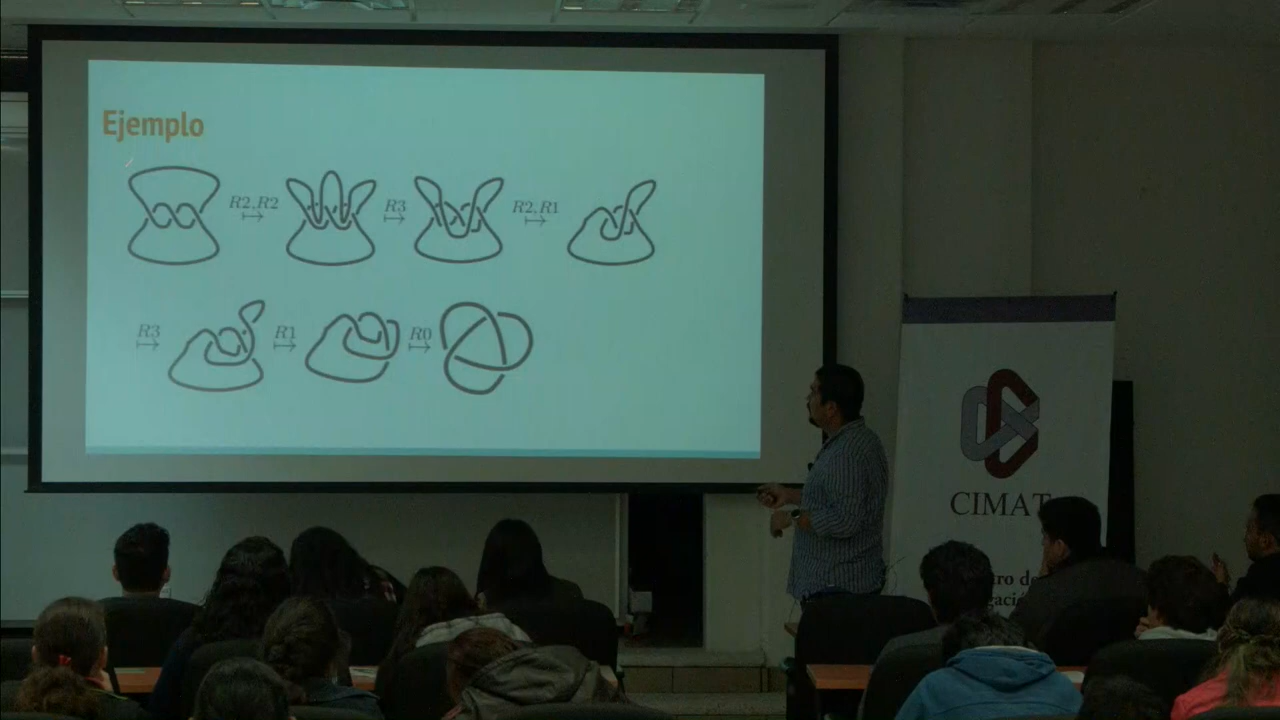 Ejemplo
R2,R2
↦
R3
↦
R2,R1
↦
R3
↦
R1
↦
R0
↦
CIMAT